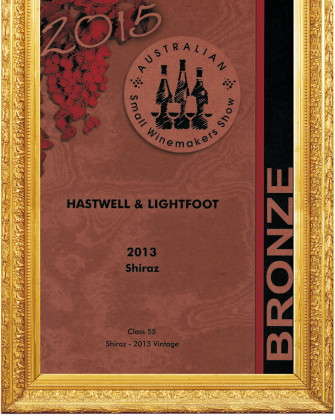 2015
AUSTRALIAN
Small Winemakers Show
HASTWELL & LIGHTFOOT
2013
Shiraz
Class 55
Shiraz - 2013 Vintage
BRONZE